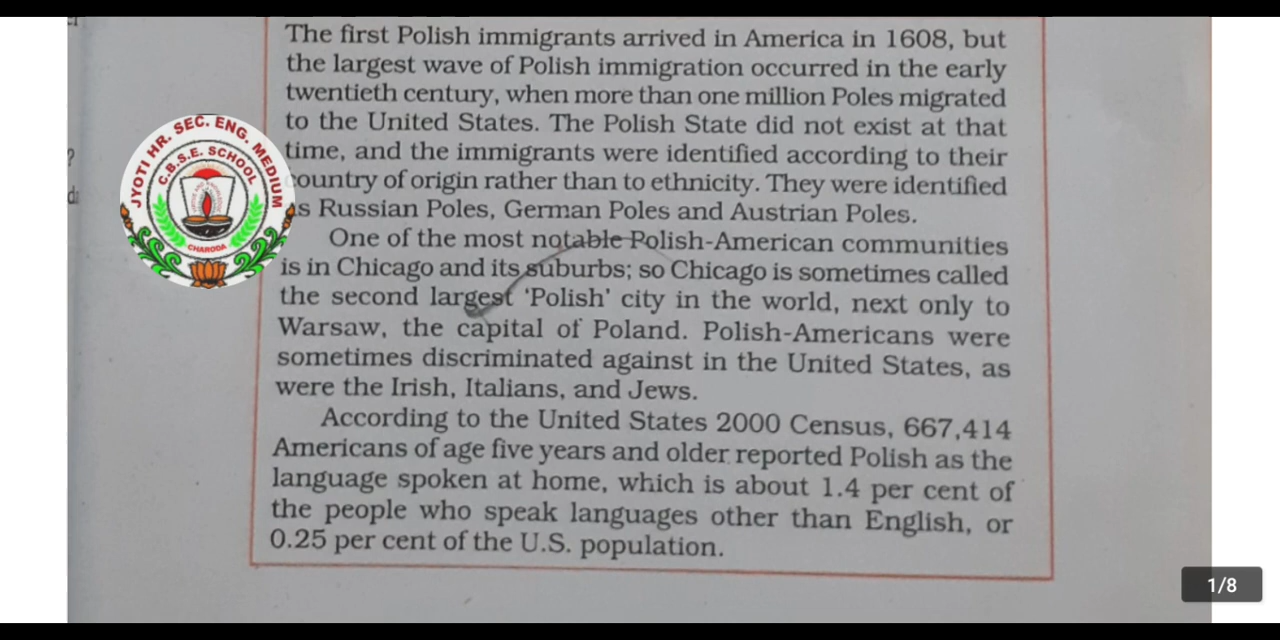 The first Polish immigrants arrived in America in 1608, but
the largest wave of Polish immigration occurred in the early
twentieth century, when more than one million Poles migrated
to the United States. The Polish State did not exist at that
time, and the immigrants were identified according to their
country of origin rather than to ethnicity. They were identified
as Russian Poles, German Poles and Austrian Poles.
One of the most notable Polish-American communities
is in Chicago and its suburbs; so Chicago is sometimes called
the second largest ‘Polish’ city in the world, next only to
Warsaw, the capital of Poland. Polish-Americans were
sometimes discriminated against in the United States, as
were the Irish, Italians, and Jews.
According to the United States 2000 Census, 667,414
Americans of age five years and older reported Polish as the
language spoken at home, which is about 1.4 per cent of
the people who speak languages other than English, or
0.25 per cent of the U.S. population.
JYOTI HR. SEC. ENG. MEDIUM
C.B.S.E. SCHOOL
CHARODA
?
1/8